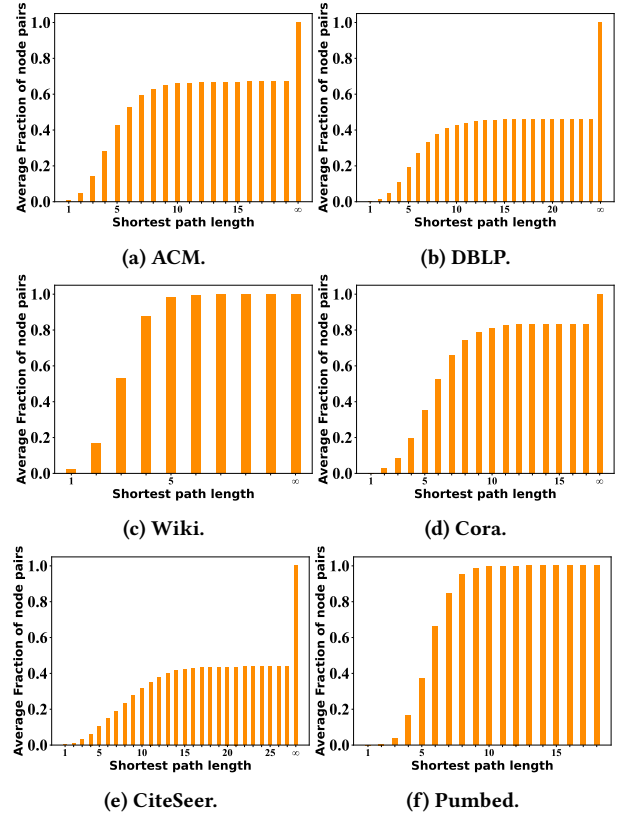 Average Fraction of node pairs
1.0
0.8
0.6
0.4
0.2
0.0
1 5 10 15 ∞
Shortest path length
(a) ACM.
Average Fraction of node pairs
1.0
0.8
0.6
0.4
0.2
0.0
1 5 10 15 20 ∞
Shortest path length
(b) DBLP.
Average Fraction of node pairs
1.0
0.8
0.6
0.4
0.2
0.0
1 5 ∞
Shortest path length
(c) Wiki.
Average Fraction of node pairs
1.0
0.8
0.6
0.4
0.2
0.0
1 5 10 15 ∞
Shortest path length
(d) Cora.
Average Fraction of node pairs
1.0
0.8
0.6
0.4
0.2
0.0
1 5 10 15 20 25 ∞
Shortest path length
(e) CiteSeer.
Average Fraction of node pairs
1.0
0.8
0.6
0.4
0.2
0.0
1 5 10 15
Shortest path length
(f) Pumbed.